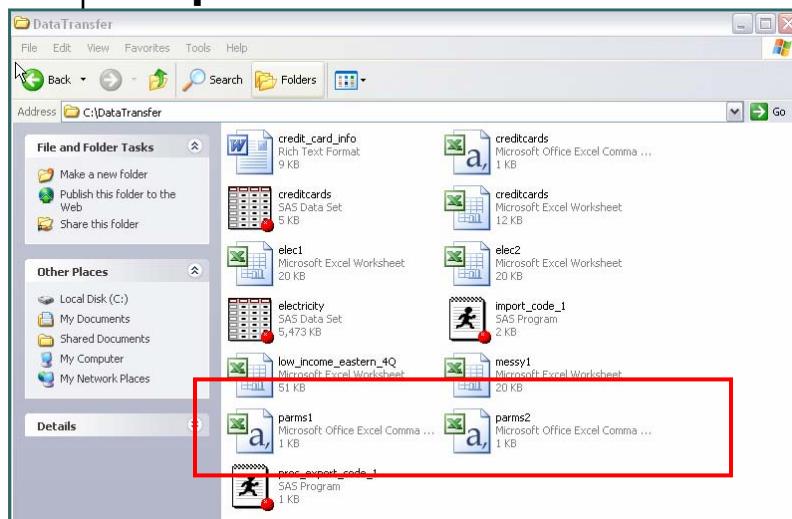 DataTransfer
File Edit View Favorites Tools Help
Back Search Folders
Address C:\DataTransfer Go
File and Folder Tasks
Make a new folder
Publish this folder to the
Web
Share this folder
Other Places
Local Disk (C:)
My Documents
Shared Documents
My Computer
My Network Places
Details
credit_card_info
Rich Text Format
9 KB
creditcards
Microsoft Office Excel Comma ...
1 KB
creditcards
SAS Data Set
5 KB
creditcards
Microsoft Excel Worksheet
12 KB
elec1
Microsoft Excel Worksheet
20 KB
elec2
Microsoft Excel Worksheet
20 KB
electricity
SAS Data Set
5,473 KB
import_code_1
SAS Program
2 KB
low_income_eastern_4Q
Microsoft Excel Worksheet
51 KB
messy1
Microsoft Excel Worksheet
20 KB
parms1
Microsoft Office Excel Comma ...
1 KB
parms2
Microsoft Office Excel Comma ...
1 KB
proc_export_code_1
SAS Program
1 KB